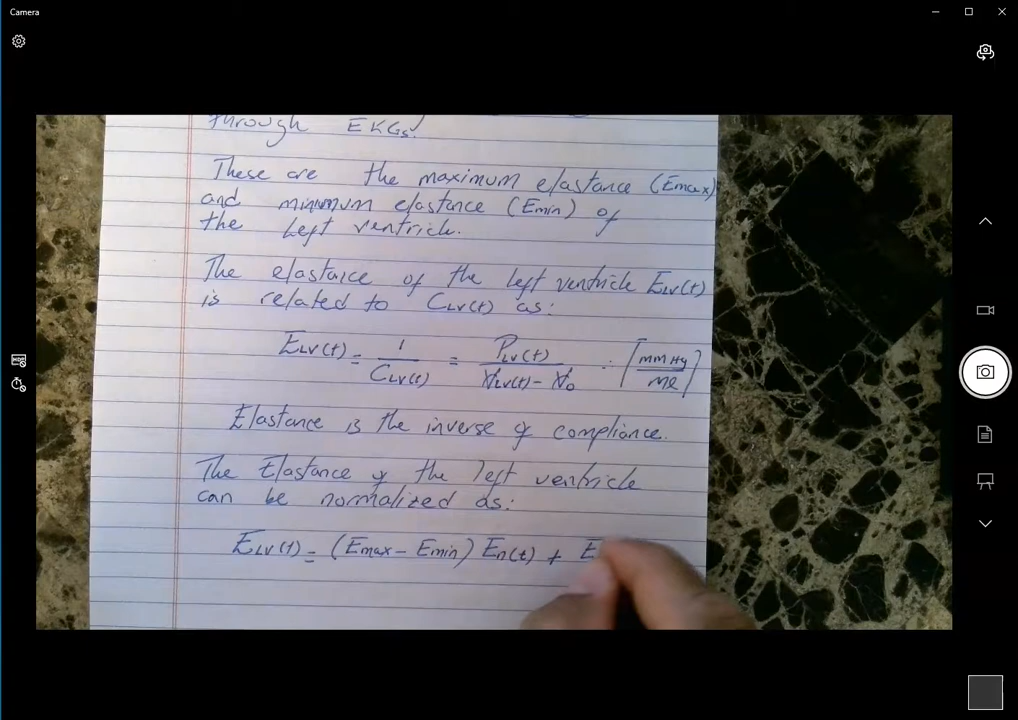 Camera
through EKGs.
These are the maximum elastance (Emax)
and minimum elastance (Emin) of
the Left ventricle.
The elastance of the left ventricle ELV(t)
is related to CLV(t) as:
ELV(t) = 1 / CLV(t) = PLV(t) / (VLV(t) - V0) : [mmHg / ml]
Elastance is the inverse of compliance.
The Elastance of the left ventricle
can be normalized as:
ELV(t) = (Emax - Emin) En(t) + E